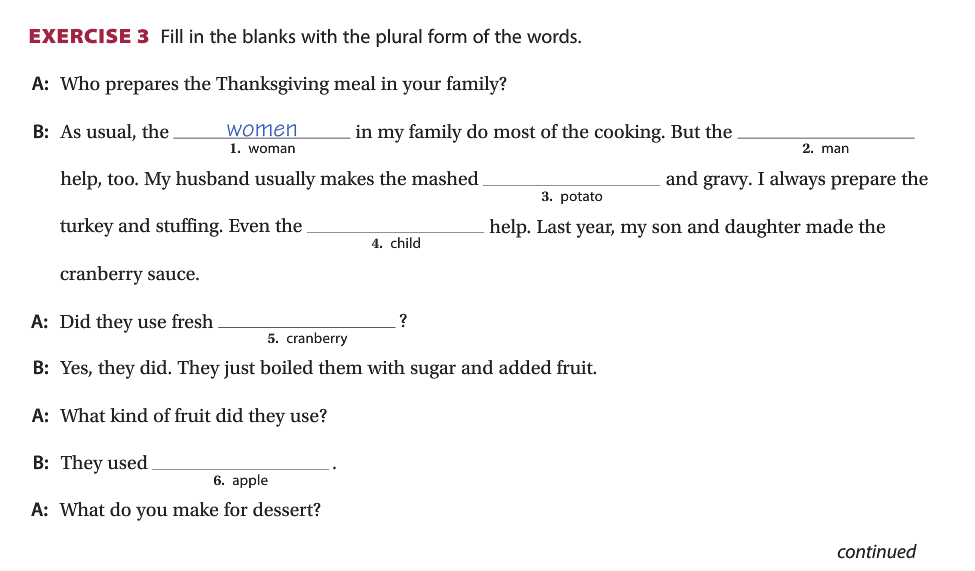 EXERCISE 3 Fill in the blanks with the plural form of the words.
A: Who prepares the Thanksgiving meal in your family?
B: As usual, the women in my family do most of the cooking. But the
1. woman 2. man
help, too. My husband usually makes the mashed and gravy. I always prepare the
3. potato
turkey and stuffing. Even the help. Last year, my son and daughter made the
4. child
cranberry sauce.
A: Did they use fresh ?
5. cranberry
B: Yes, they did. They just boiled them with sugar and added fruit.
A: What kind of fruit did they use?
B: They used .
6. apple
A: What do you make for dessert?
continued